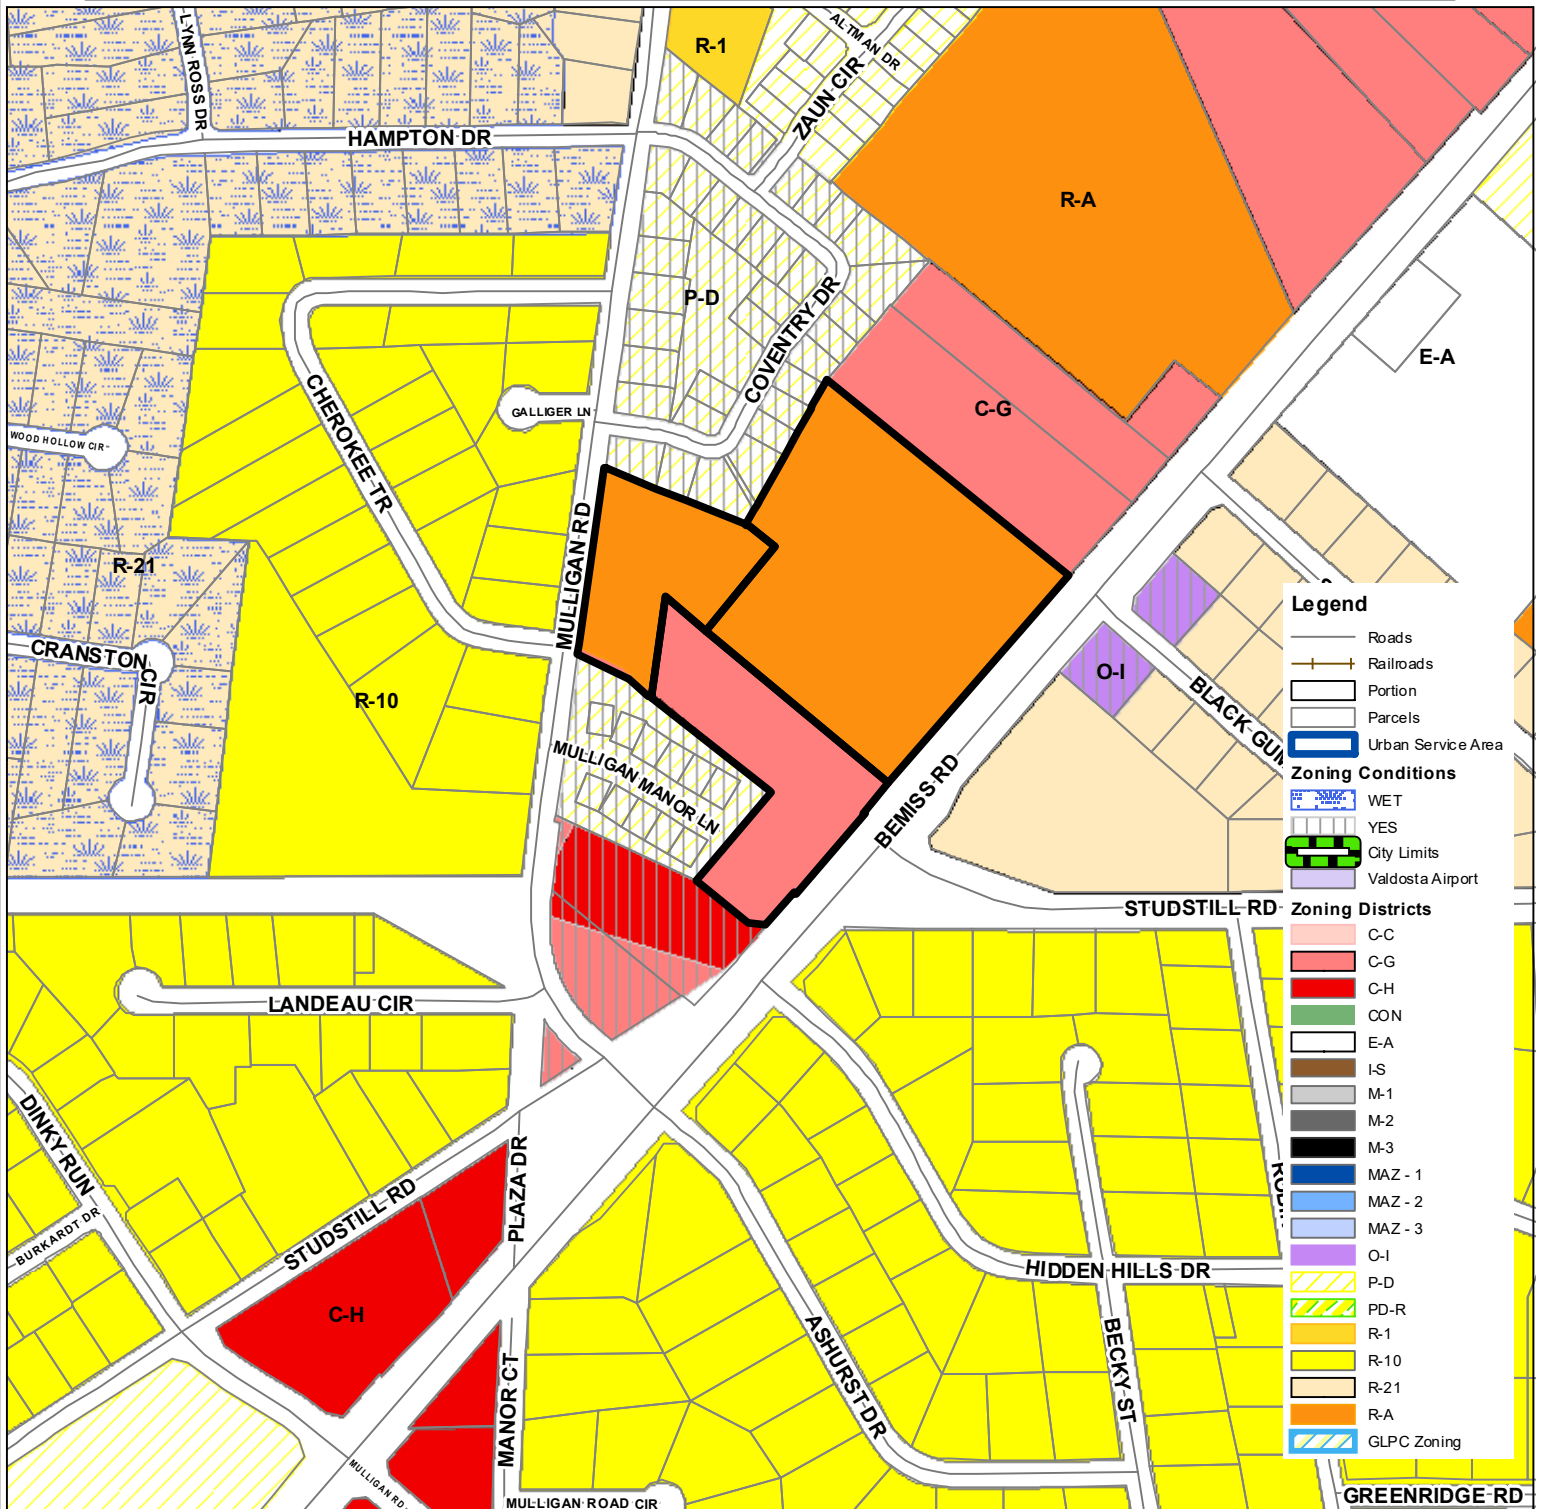 LYNN ROSS DR
R-1
ALTMAN DR
ZAUN CIR
HAMPTON DR
R-A
P-D
COVENTRY DR
E-A
CHEROKEE TR
GALLIGER LN
C-G
WOOD HOLLOW CIR
MULLIGAN RD
R-21
CRANSTON CIR
R-10
O-I
BLACK GUM
MULLIGAN MANOR LN
BEMISS RD
STUDSTILL RD
LANDEAU CIR
DINKY RUN
BURKARDT DR
STUDSTILL RD
PLAZA DR
C-H
HIDDEN HILLS DR
ASHURST DR
BECKY ST
MANOR CT
MULLIGAN RD
MULLIGAN ROAD CIR
GREENRIDGE RD
Legend
Roads
Railroads
Portion
Parcels
Urban Service Area
Zoning Conditions
WET
YES
City Limits
Valdosta Airport
Zoning Districts
C-C
C-G
C-H
CON
E-A
I-S
M-1
M-2
M-3
MAZ - 1
MAZ - 2
MAZ - 3
O-I
P-D
PD-R
R-1
R-10
R-21
R-A
GLPC Zoning